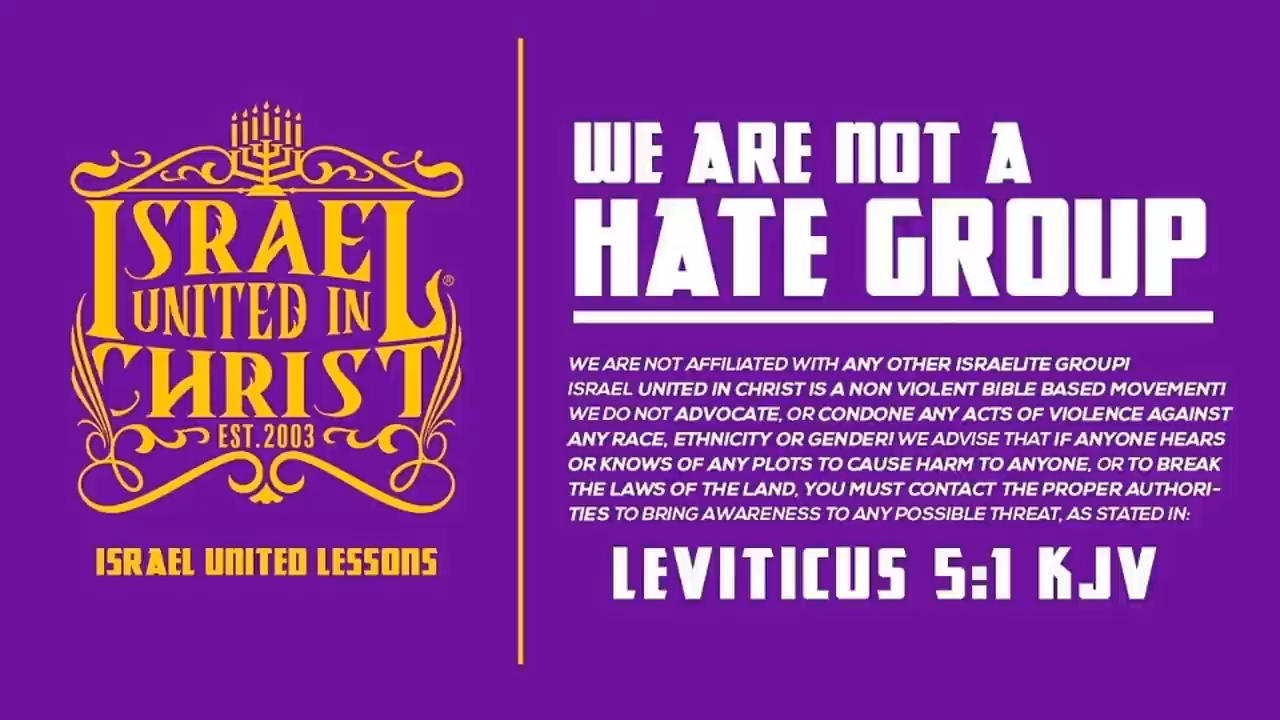 ISRAEL
UNITED IN
CHRIST
®
EST.2003
ISRAEL UNITED LESSONS
WE ARE NOT A
HATE GROUP
WE ARE NOT AFFILIATED WITH ANY OTHER ISRAELITE GROUP!
ISRAEL UNITED IN CHRIST IS A NON VIOLENT BIBLE BASED MOVEMENT!
WE DO NOT ADVOCATE, OR CONDONE ANY ACTS OF VIOLENCE AGAINST
ANY RACE, ETHNICITY OR GENDER! WE ADVISE THAT IF ANYONE HEARS
OR KNOWS OF ANY PLOTS TO CAUSE HARM TO ANYONE, OR TO BREAK
THE LAWS OF THE LAND, YOU MUST CONTACT THE PROPER AUTHORI-
TIES TO BRING AWARENESS TO ANY POSSIBLE THREAT, AS STATED IN:
LEVITICUS 5:1 KJV